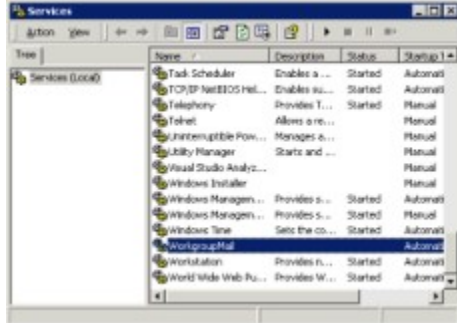 Services
Action View
Tree Name Description Status Startup T
Services (Local)
Task Scheduler Enables a ... Started Automati
TCP/IP NetBIOS Hel... Enables su... Started Automati
Telephony Provides T... Started Manual
Telnet Allows a re... Manual
Uninterruptible Pow... Manages a... Manual
Utility Manager Starts and ... Manual
Visual Studio Analyz... Manual
Windows Installer Manual
Windows Managem... Provides s... Started Automati
Windows Managem... Provides s... Started Manual
Windows Time Sets the co... Started Automati
WorkgroupMail Automati
Workstation Provides n... Started Automati
World Wide Web Pu... Provides W... Started Automati